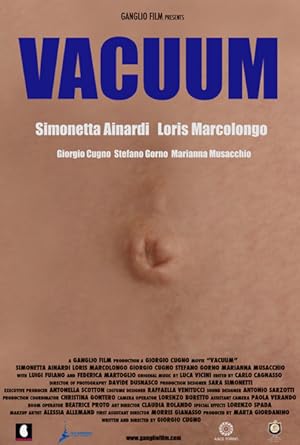 GANGLIO FILM PRESENTS
VACUUM
Simonetta Ainardi Loris Marcolongo
Giorgio Cugno Stefano Gorno Marianna Musacchio
A GANGLIO FILM PRODUCTION A GIORGIO CUGNO MOVIE "VACUUM"
SIMONETTA AINARDI LORIS MARCOLONGO GIORGIO CUGNO STEFANO GORNO MARIANNA MUSACCHIO
WITH LUIGI FUIANO AND FEDERICA MARTOGLIO ORIGINAL MUSIC BY LUCA VICINI EDITED BY CARLO CAGNASSO
DIRECTOR OF PHOTOGRAPHY DAVIDE DUSNASCO PRODUCTION DESIGNER SARA SIMONETTI
EXECUTIVE PRODUCER ANTONELLA SCOTTON COSTUME DESIGNER RAFFAELLA VENITUCCI SOUND DESIGNER ANTONIO SARZOTTI
PRODUCTION COORDINATOR CHRISTINA GONTERO CAMERA OPERATOR LORENZO BORETTO ASSISTANT CAMERA PAOLA VERANDO
BOOM OPERATOR BEATRICE PROTO ART DIRECTOR CLAUDIA ROLANDO SPECIAL EFFECTS LORENZO SPADA
MAKEUP ARTIST ALESSIA ALLEMAND FIRST ASSISTANT DIRECTOR MORRIS GIANASSO PRODUCED BY MARTA GIORDANINO
WRITTEN AND DIRECTED BY GIORGIO CUGNO
www.gangliofilm.com